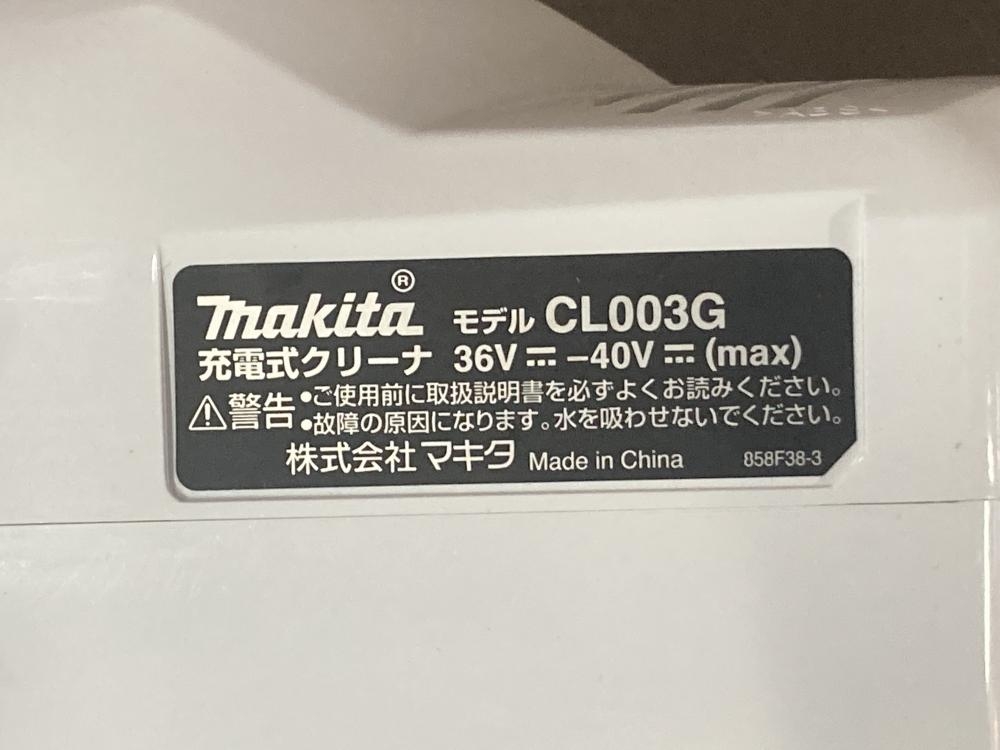 makita®
モデル CL003G
充電式クリーナ 36V⎓–40V⎓(max)
⚠警告 •ご使用前に取扱説明書を必ずよくお読みください。
•故障の原因になります。水を吸わせないでください。
株式会社 マキタ Made in China 858F38-3